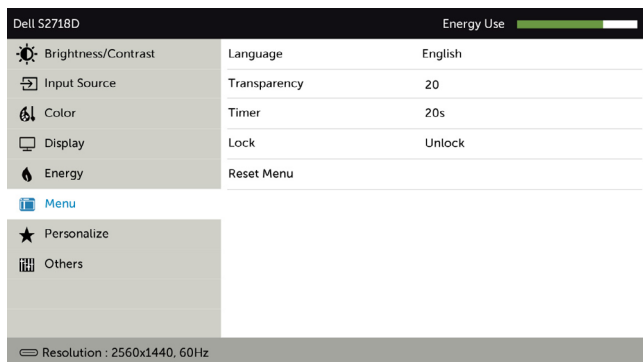 Dell S2718D Energy Use
Brightness/Contrast Language English
Input Source Transparency 20
Color Timer 20s
Display Lock Unlock
Energy Reset Menu
Menu
Personalize
Others
Resolution : 2560x1440, 60Hz